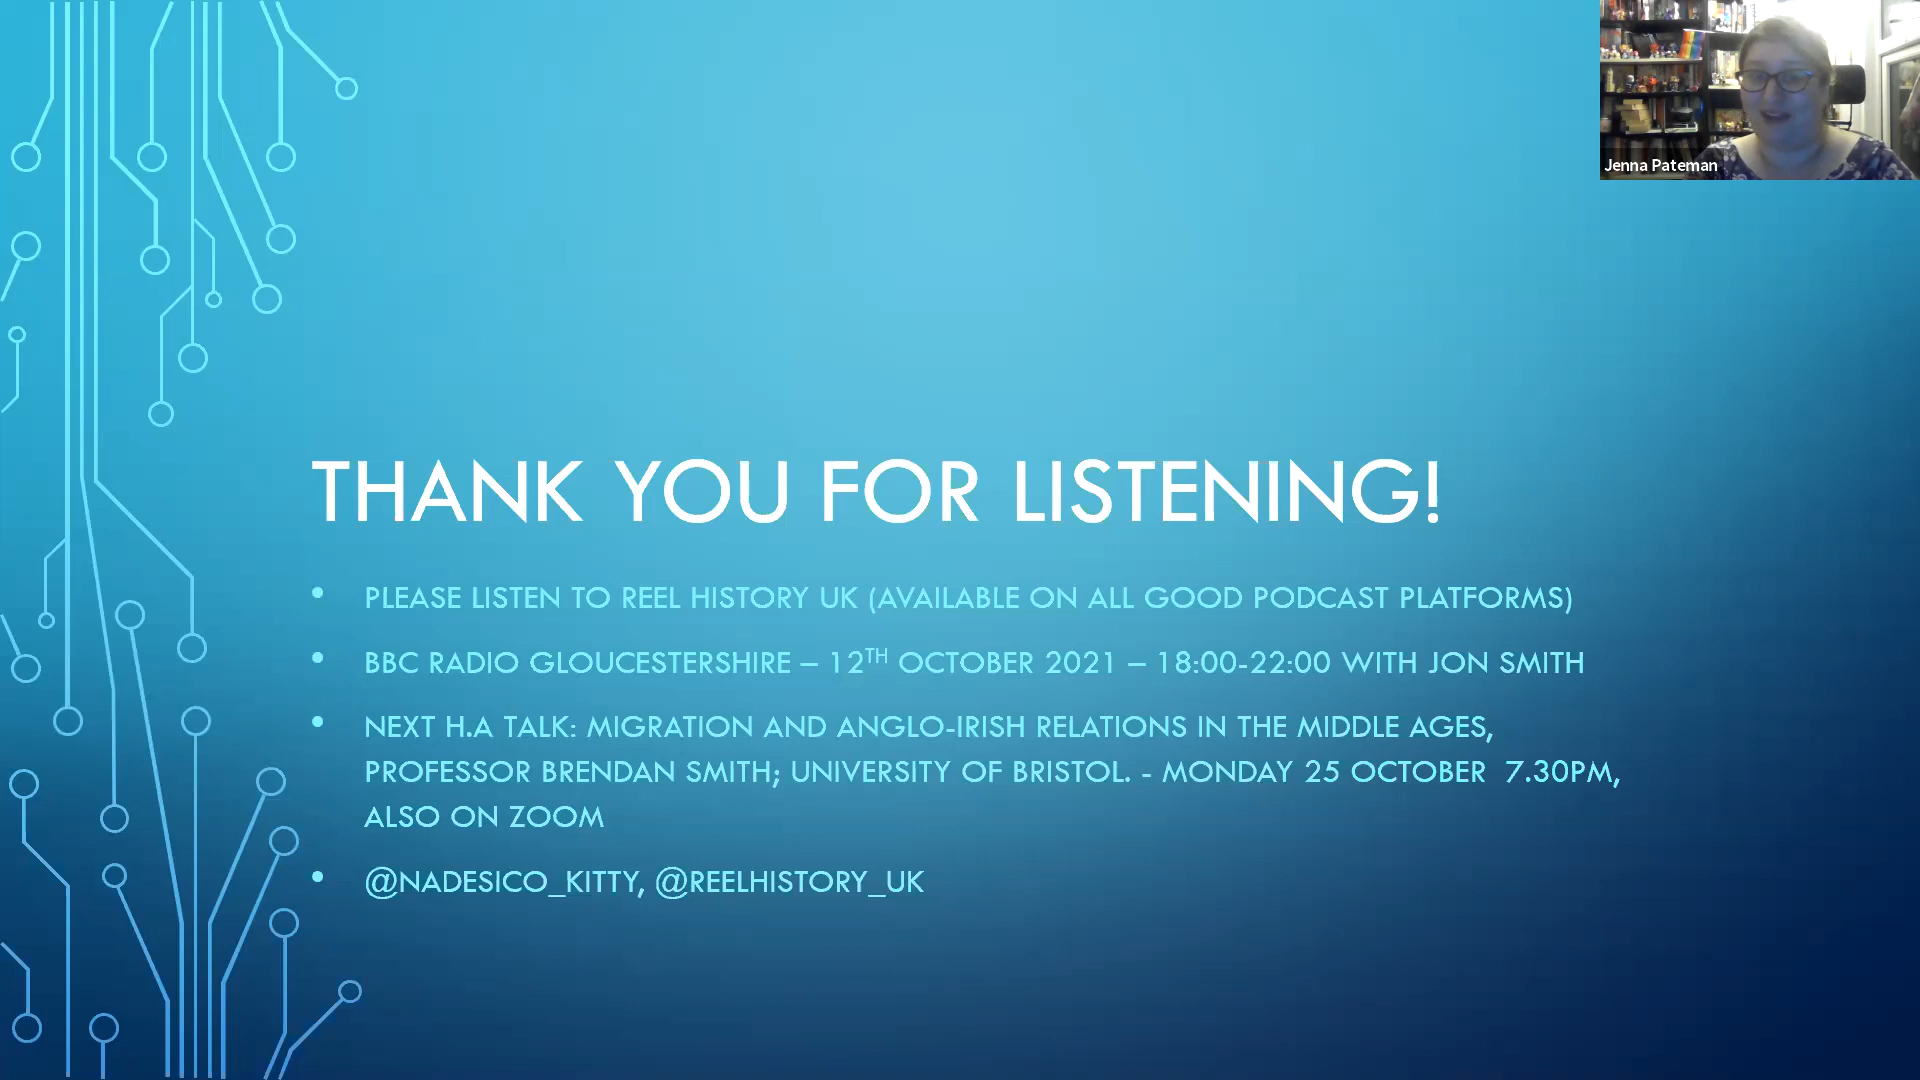 Jenna Pateman
THANK YOU FOR LISTENING!
• PLEASE LISTEN TO REEL HISTORY UK (AVAILABLE ON ALL GOOD PODCAST PLATFORMS)
• BBC RADIO GLOUCESTERSHIRE – 12TH OCTOBER 2021 – 18:00-22:00 WITH JON SMITH
• NEXT H.A TALK: MIGRATION AND ANGLO-IRISH RELATIONS IN THE MIDDLE AGES,
PROFESSOR BRENDAN SMITH; UNIVERSITY OF BRISTOL. - MONDAY 25 OCTOBER 7.30PM,
ALSO ON ZOOM
• @NADESICO_KITTY, @REELHISTORY_UK